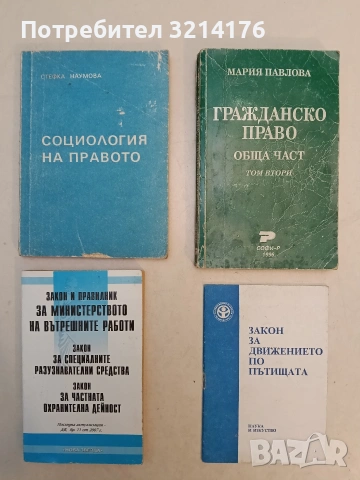 Потребител 3214176
СТЕФКА НАУМОВА
СОЦИОЛОГИЯ
НА ПРАВОТО
МАРИЯ ПАВЛОВА
ГРАЖДАНСКО
ПРАВО
ОБЩА ЧАСТ
ТОМ ВТОРИ
СОФИ-Р
1996
ЗАКОН И ПРАВИЛНИК
ЗА МИНИСТЕРСТВОТО
НА ВЪТРЕШНИТЕ РАБОТИ
ЗАКОН
ЗА СПЕЦИАЛНИТЕ
РАЗУЗНАВАТЕЛНИ СРЕДСТВА
ЗАКОН
ЗА ЧАСТНАТА
ОХРАНИТЕЛНА ДЕЙНОСТ
ЗАКОН
ЗА
ДВИЖЕНИЕТО
ПО
ПЪТИЩАТА
НАУКА
И ИЗКУСТВО
bazar